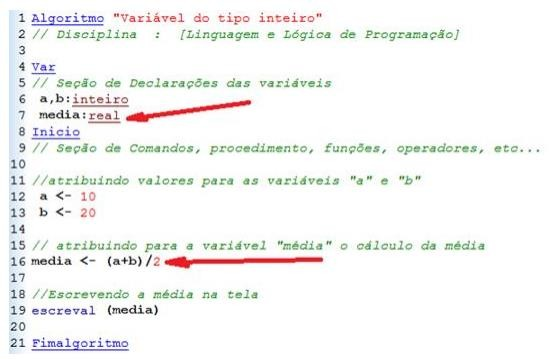 1 Algoritmo "Variável do tipo inteiro"
2 // Disciplina  :  [Linguagem e Lógica de Programação]
3
4 Var
5 // Seção de Declarações das variáveis
6  a,b:inteiro
7  media:real
8 Inicio
9 // Seção de Comandos, procedimento, funções, operadores, etc...
10
11 //atribuindo valores para as variáveis "a" e "b"
12  a <- 10
13  b <- 20
14
15 // atribuindo para a variável "média" o cálculo da média
16 media <- (a+b)/2
17
18 //Escrevendo a média na tela
19 escreval (media)
20
21 Fimalgoritmo